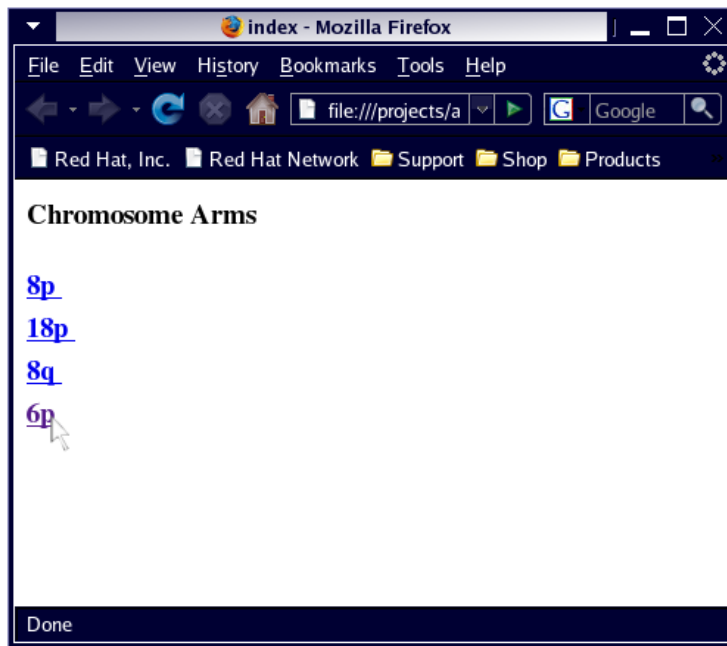 index - Mozilla Firefox
File Edit View History Bookmarks Tools Help
file:///projects/a G Google
Red Hat, Inc. Red Hat Network Support Shop Products
Chromosome Arms
8p
18p
8q
6p
Done